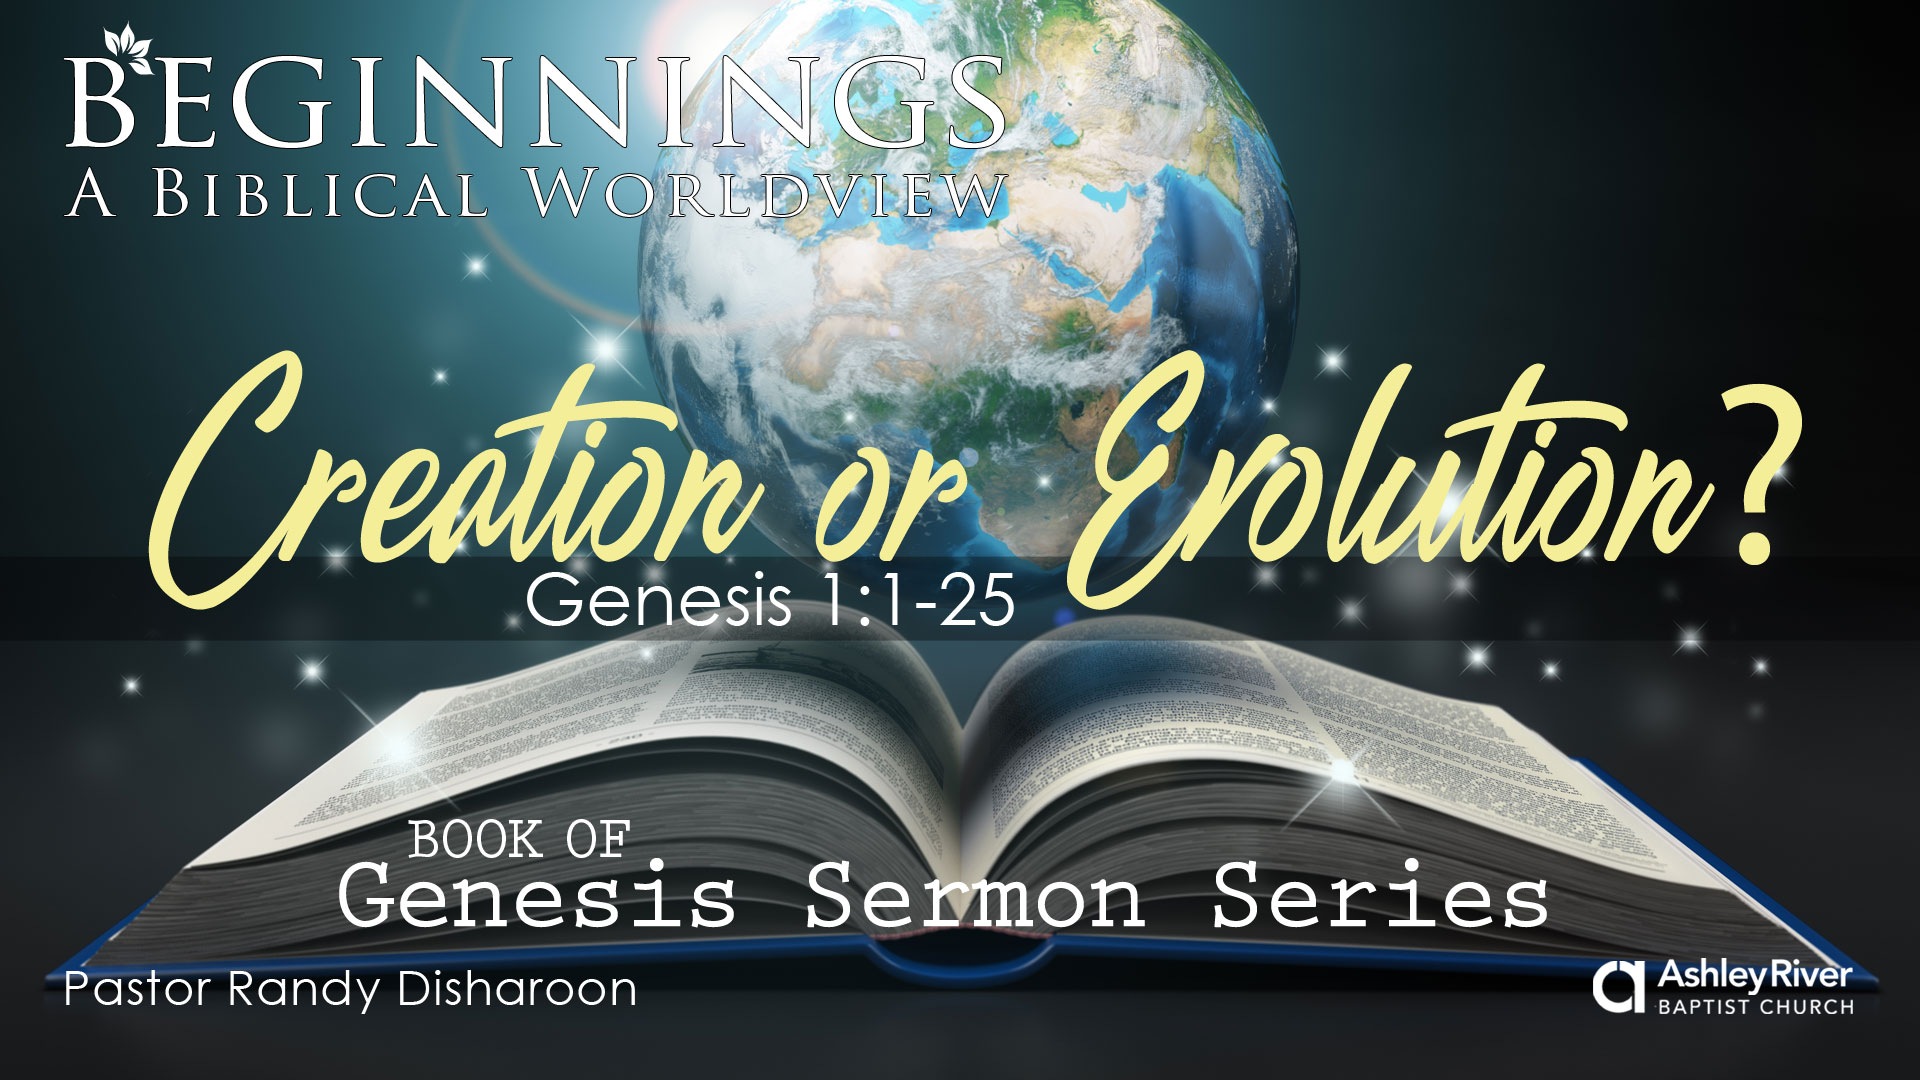 BEGINNINGS
A BIBLICAL WORLDVIEW
Creation or Evolution?
Genesis 1:1-25
BOOK OF
Genesis Sermon Series
Pastor Randy Disharoon
Ashley River
BAPTIST CHURCH